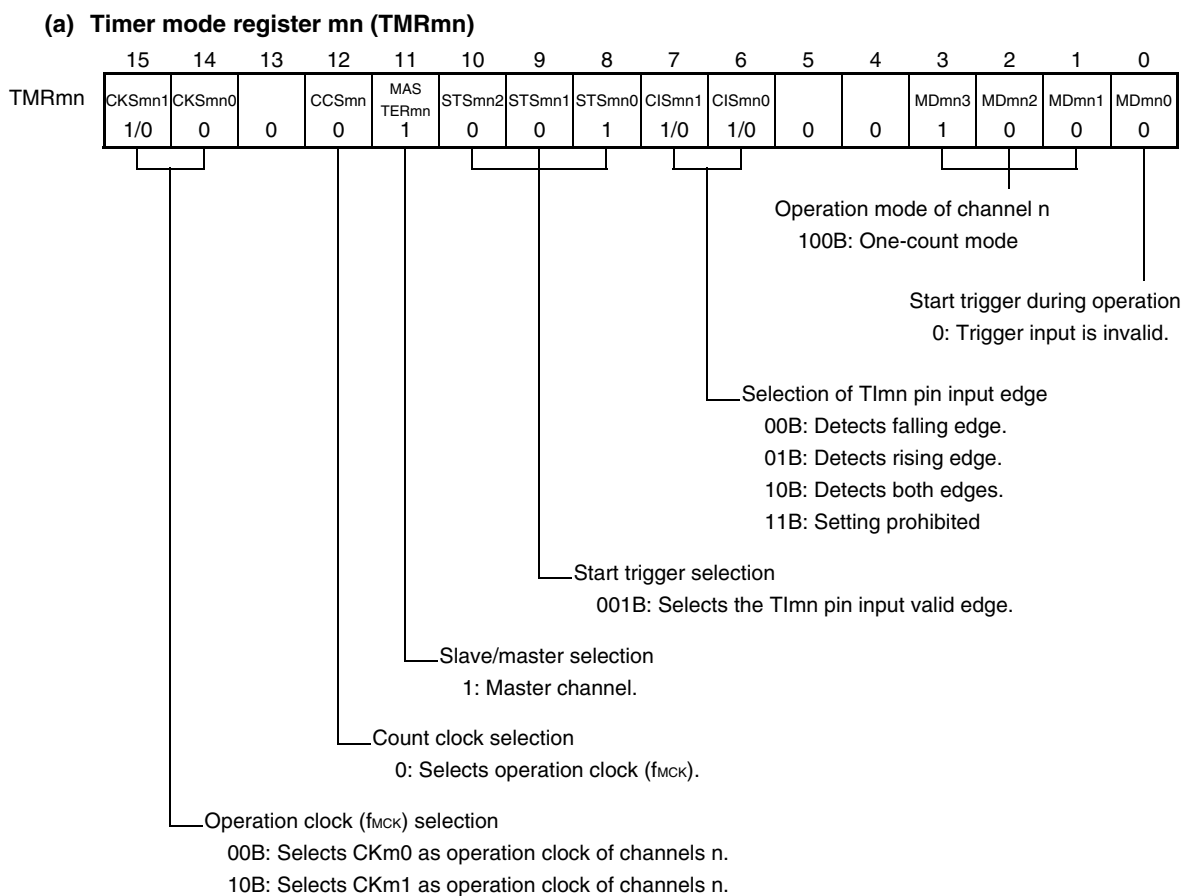 (a) Timer mode register mn (TMRmn)
15 14 13 12 11 10 9 8 7 6 5 4 3 2 1 0
TMRmn CKSmn1 CKSmn0 CCSmn MAS TERmn STSmn2 STSmn1 STSmn0 CISmn1 CISmn0 MDmn3 MDmn2 MDmn1 MDmn0
1/0 0 0 0 1 0 0 1 1/0 1/0 0 0 1 0 0 0
Operation mode of channel n
100B: One-count mode
Start trigger during operation
0: Trigger input is invalid.
Selection of TImn pin input edge
00B: Detects falling edge.
01B: Detects rising edge.
10B: Detects both edges.
11B: Setting prohibited
Start trigger selection
001B: Selects the TImn pin input valid edge.
Slave/master selection
1: Master channel.
Count clock selection
0: Selects operation clock (fMCK).
Operation clock (fMCK) selection
00B: Selects CKm0 as operation clock of channels n.
10B: Selects CKm1 as operation clock of channels n.